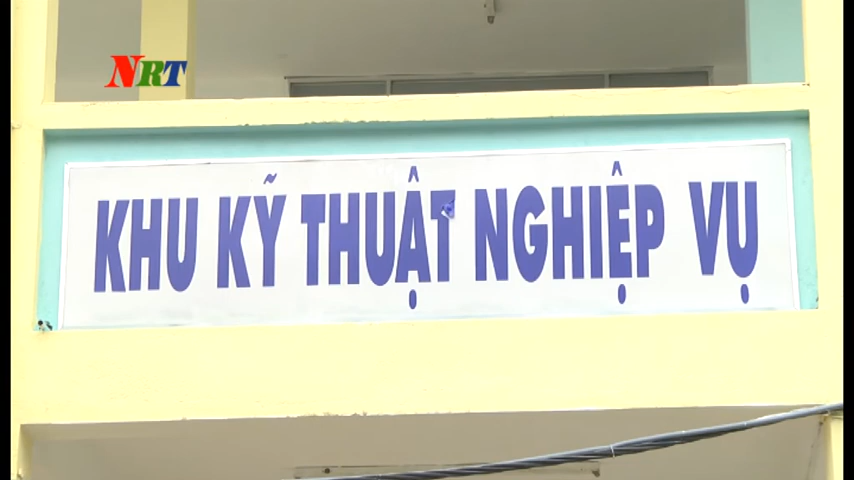 NRT
KHU KỸ THUẬT NGHIỆP VỤ